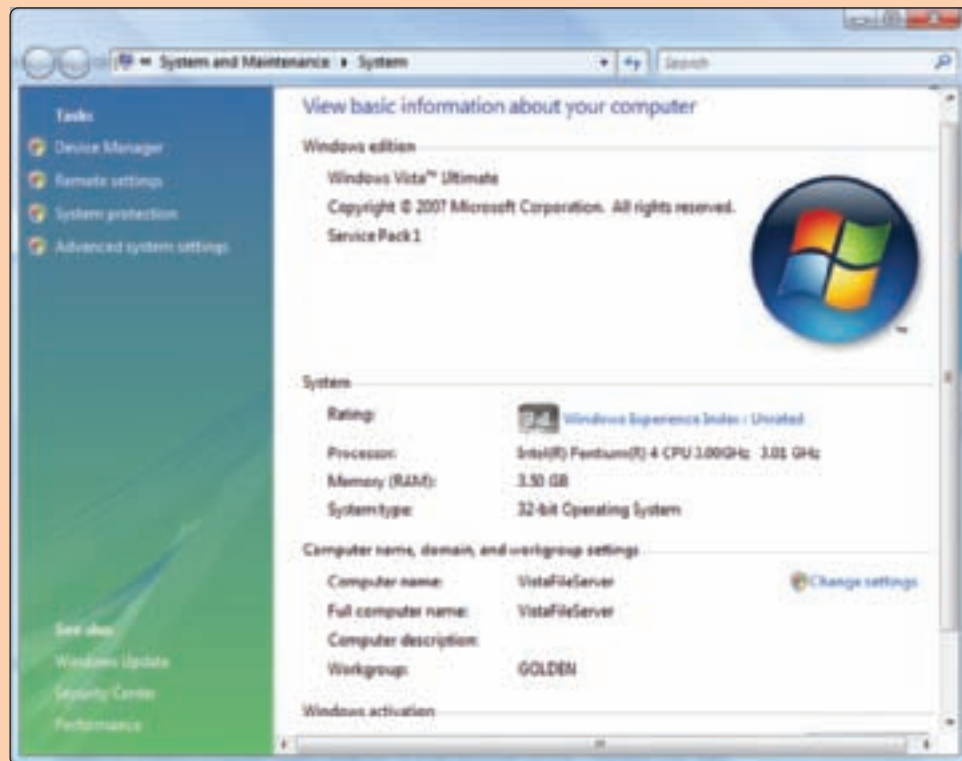 System and Maintenance System
Search
Tasks
Device Manager
Remote settings
System protection
Advanced system settings
See also
Windows Update
Security Center
Performance
View basic information about your computer
Windows edition
Windows Vista™ Ultimate
Copyright © 2007 Microsoft Corporation. All rights reserved.
Service Pack 1
System
Rating: Windows Experience Index : Unrated
Processor: Intel(R) Pentium(R) 4 CPU 3.00GHz 3.01 GHz
Memory (RAM): 3.50 GB
System type: 32-bit Operating System
Computer name, domain, and workgroup settings
Computer name: VistaFileServer Change settings
Full computer name: VistaFileServer
Computer description:
Workgroup: GOLDEN
Windows activation